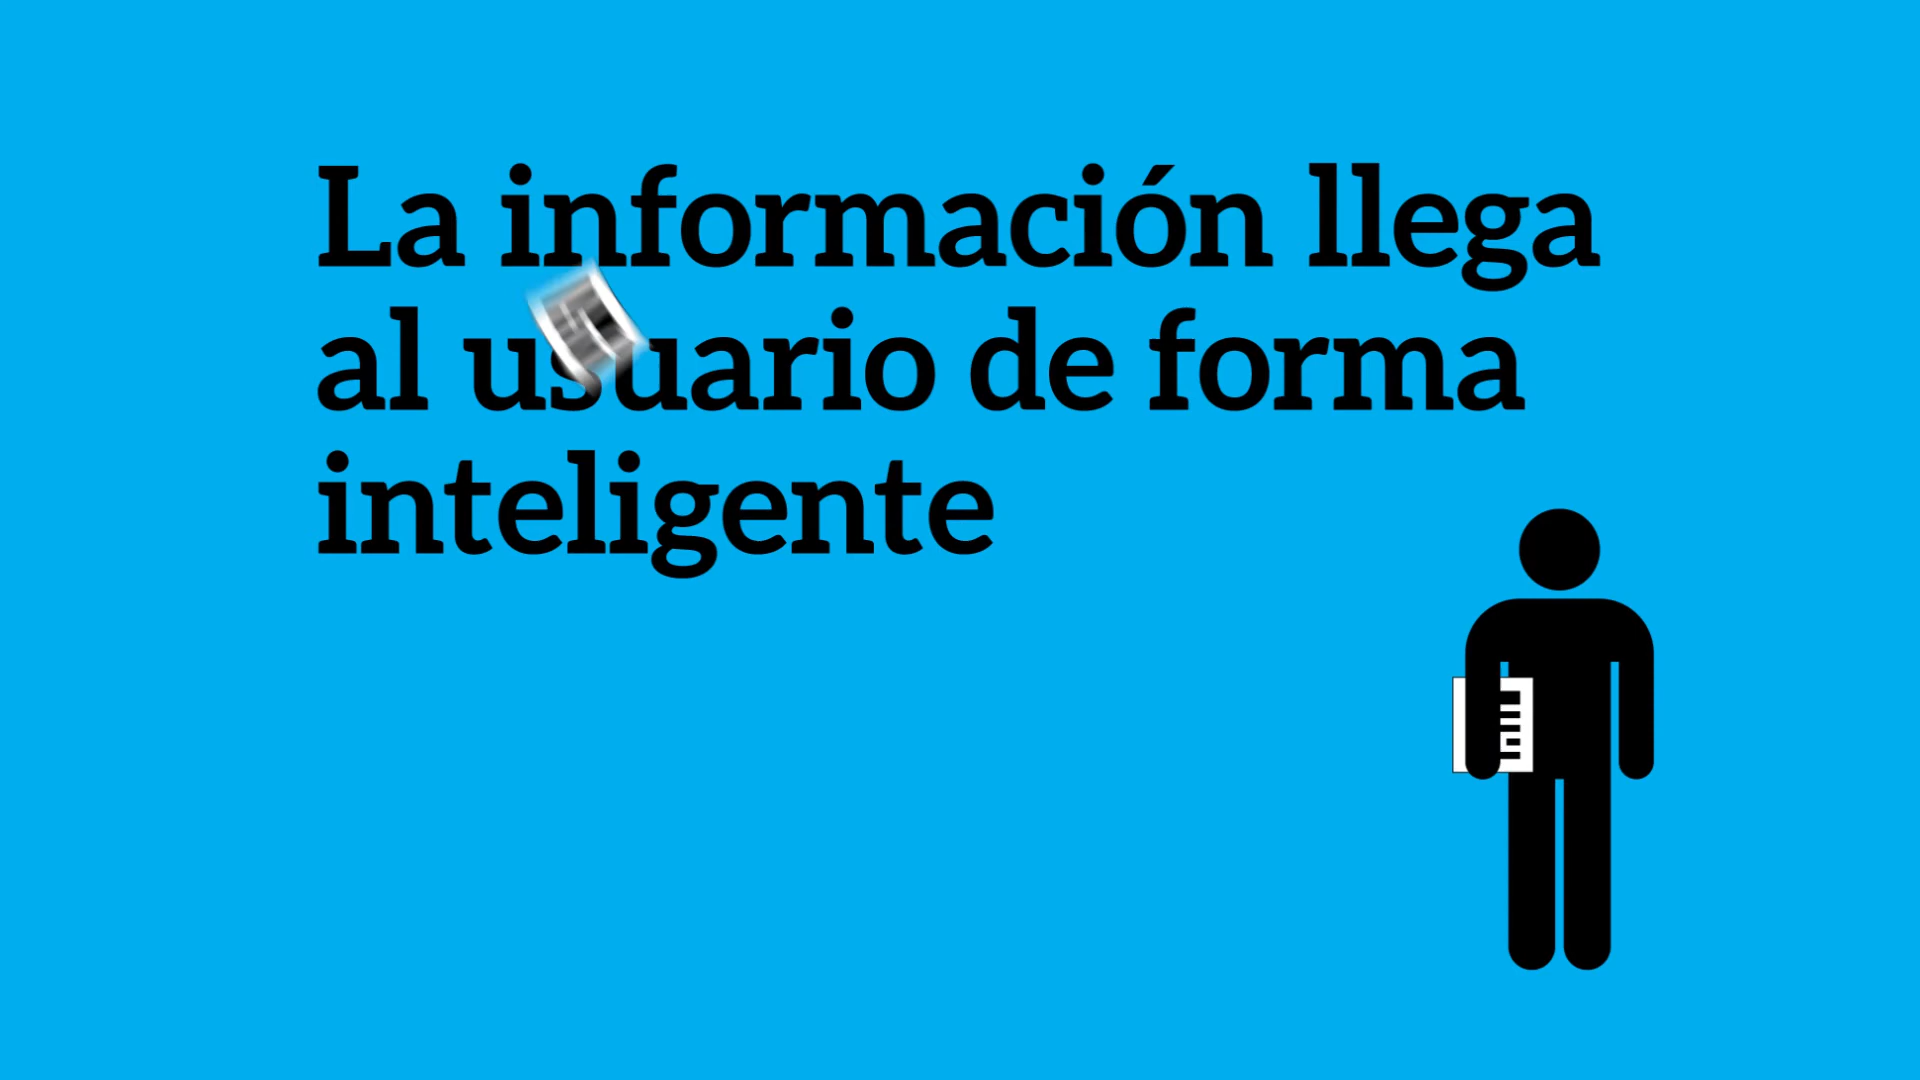 La información llega
al usuario de forma
inteligente